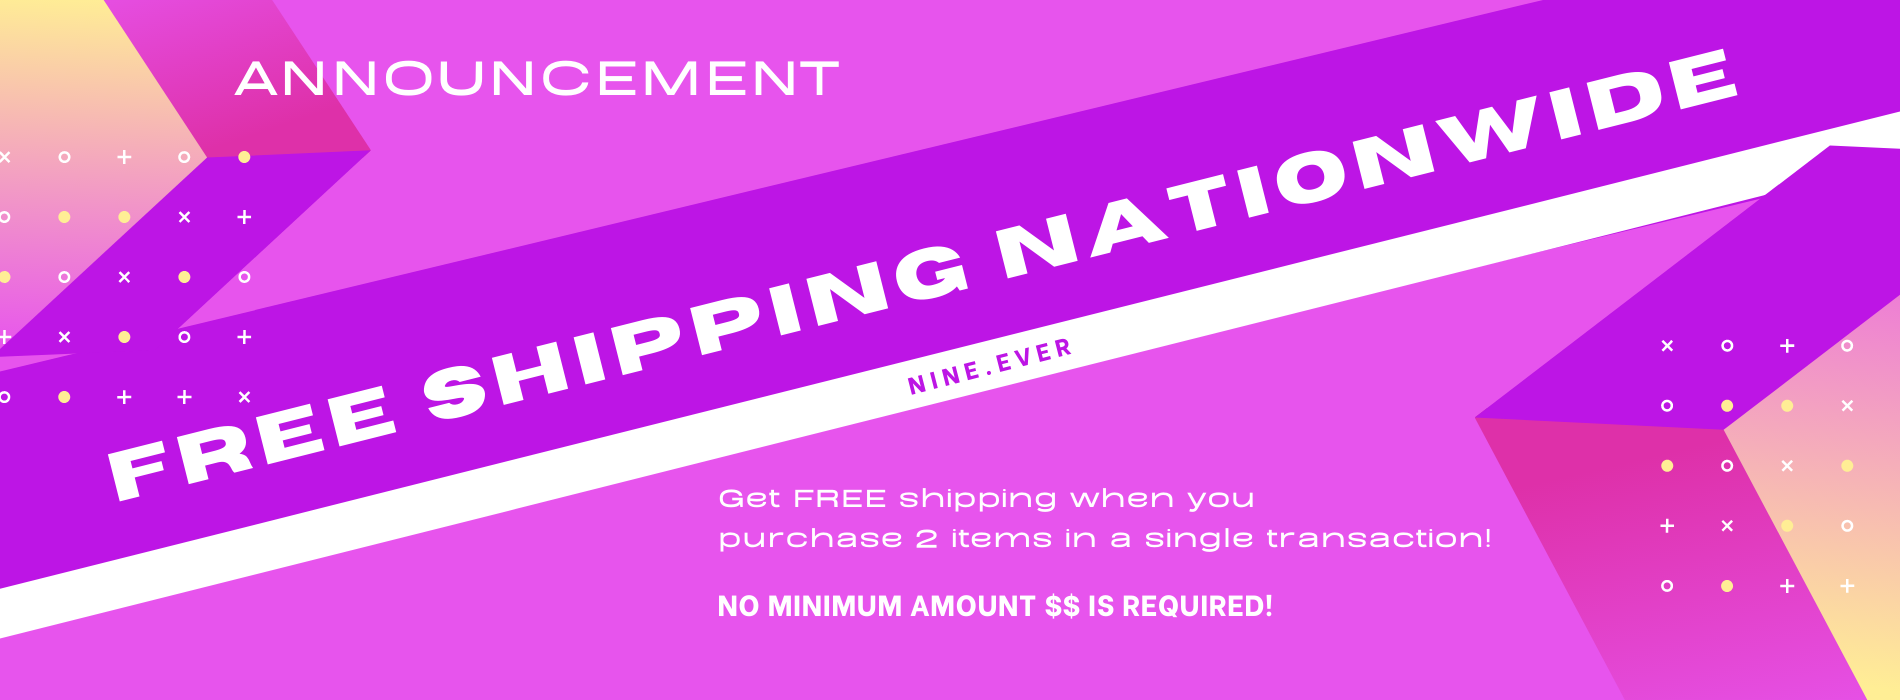 ANNOUNCEMENT
FREE SHIPPING NATIONWIDE
NINE.EVER
Get FREE shipping when you
purchase 2 items in a single transaction!
NO MINIMUM AMOUNT $$ IS REQUIRED!